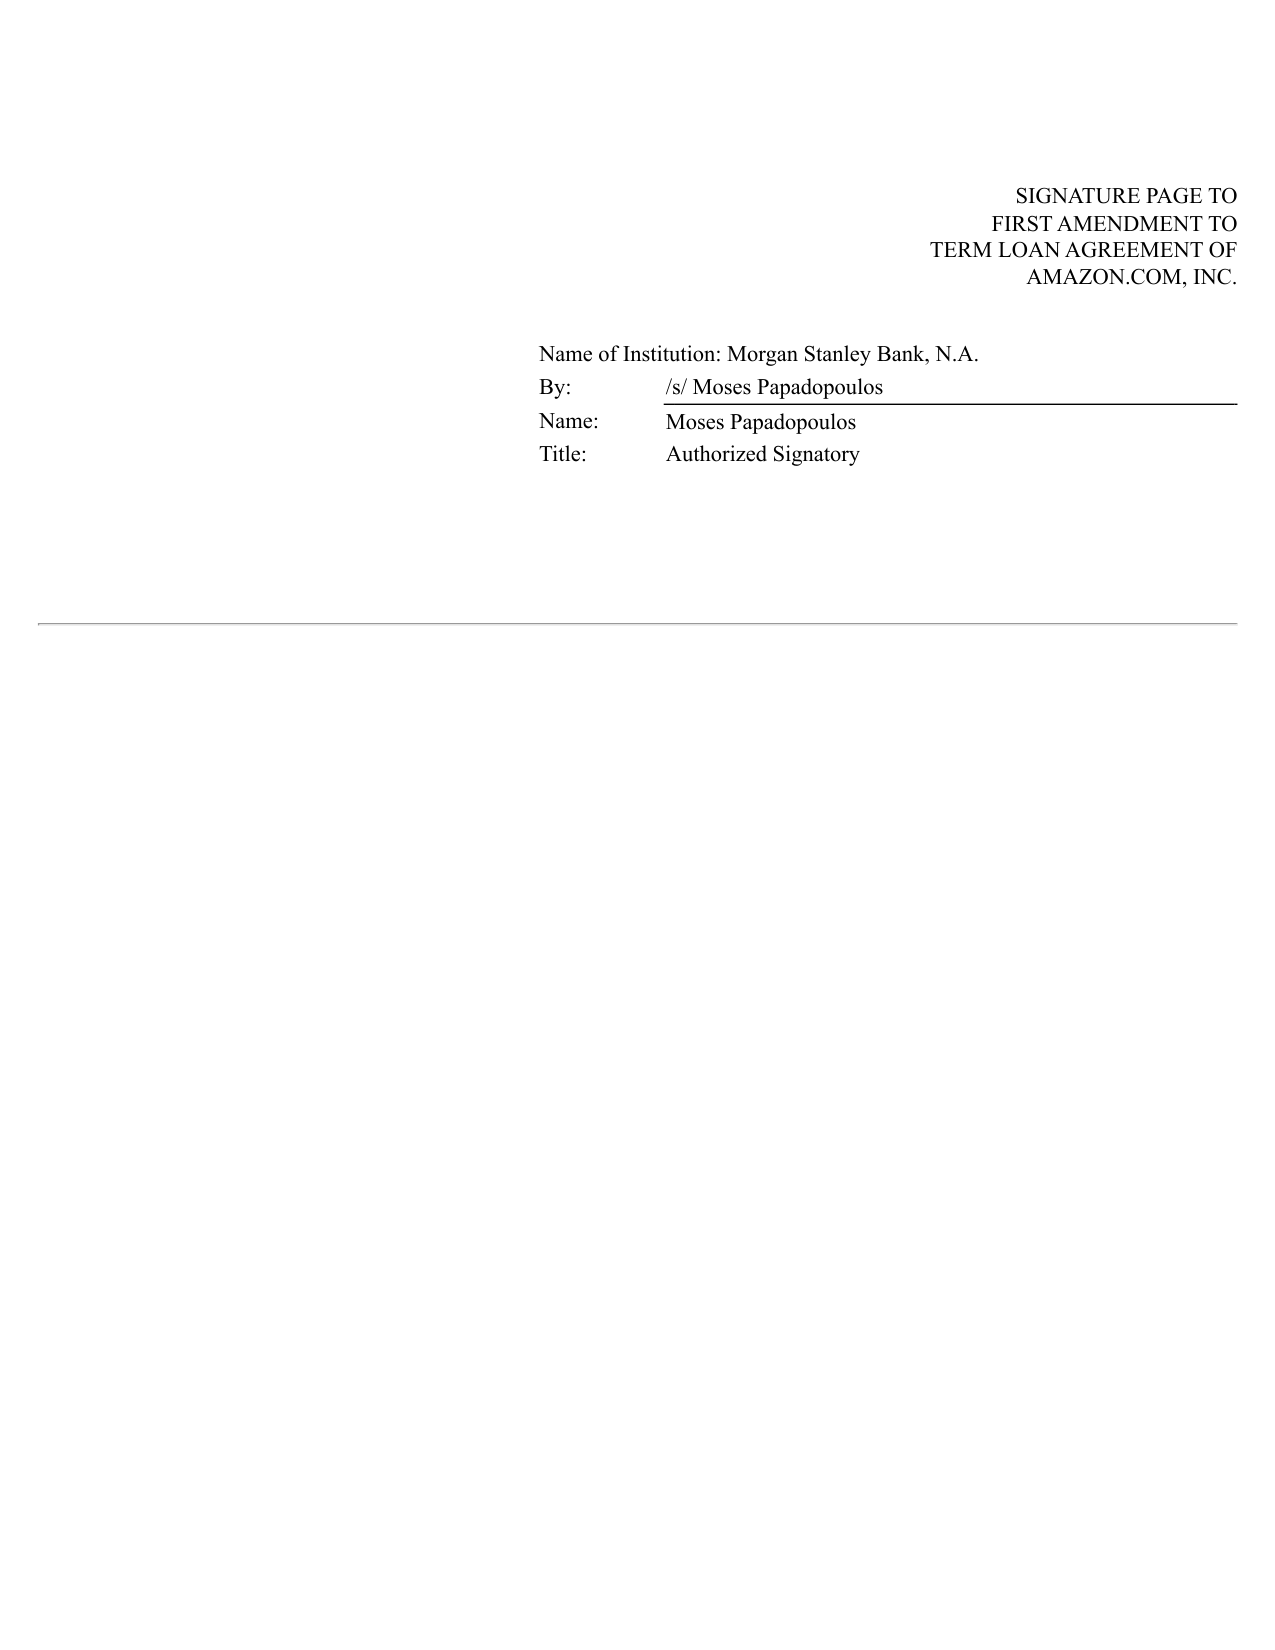 SIGNATURE PAGE TO
FIRST AMENDMENT TO
TERM LOAN AGREEMENT OF
AMAZON.COM, INC.
Name of Institution: Morgan Stanley Bank, N.A.
By: /s/ Moses Papadopoulos
Name: Moses Papadopoulos
Title: Authorized Signatory